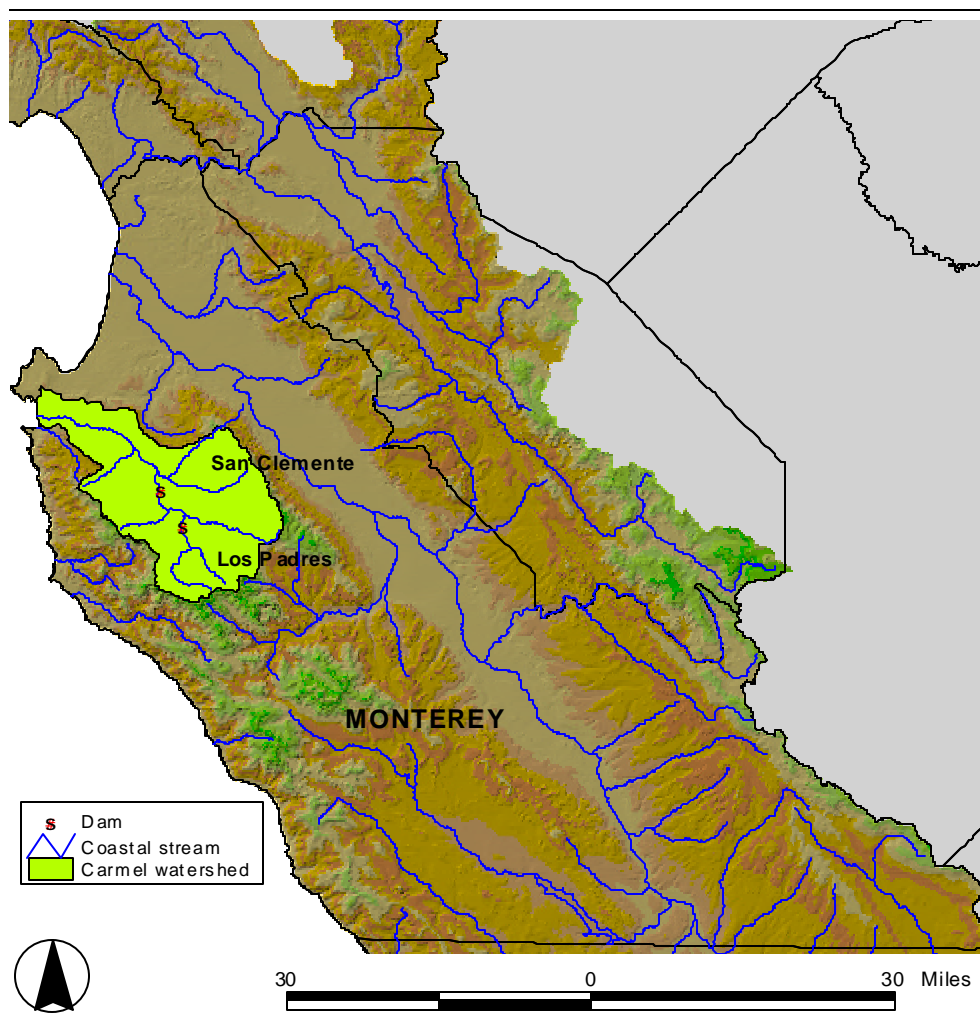 San Clemente
s
s
Los Padres
MONTEREY
s Dam
Coastal stream
Carmel watershed
30 0 30 Miles